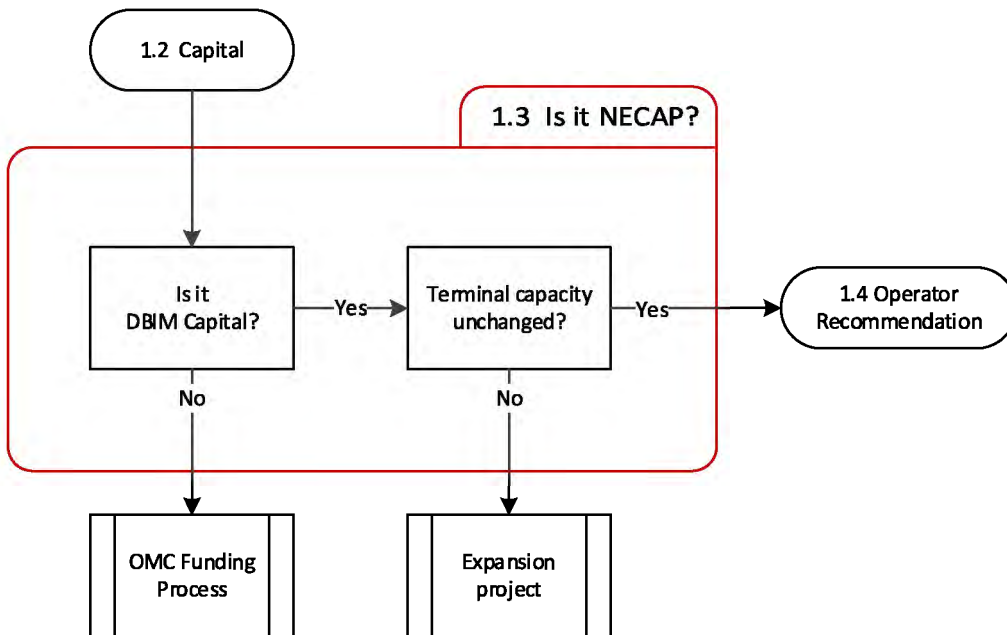 1.2 Capital
1.3 Is it NECAP?
Is it
DBIM Capital?
Yes
Terminal capacity
unchanged?
Yes
1.4 Operator
Recommendation
No
No
OMC Funding
Process
Expansion
project